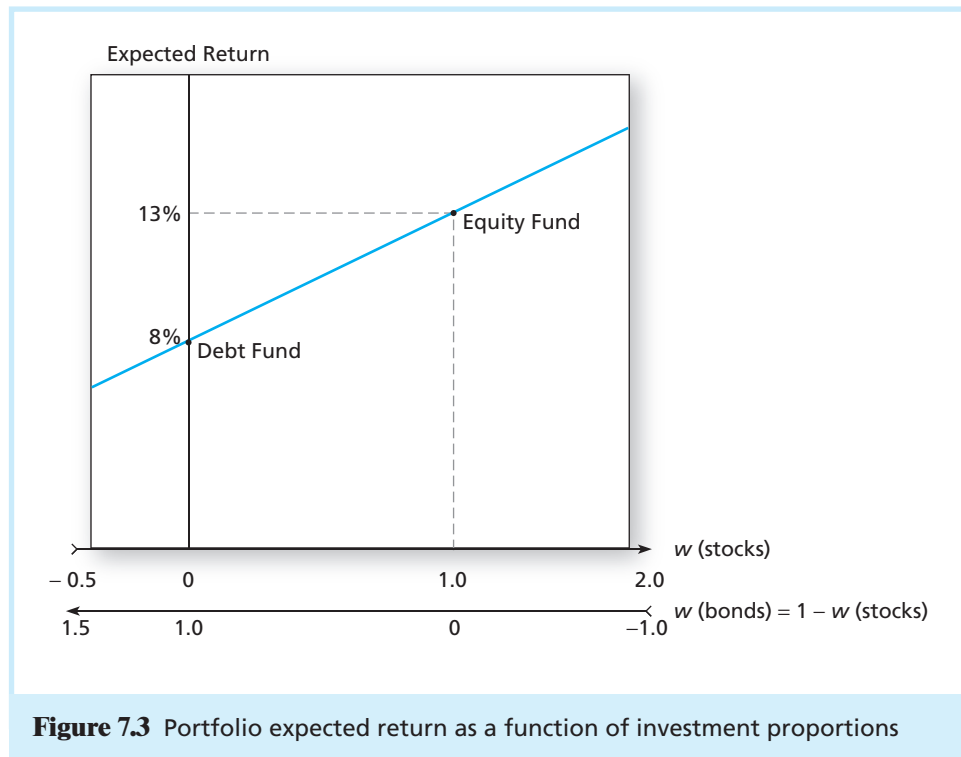 Expected Return
13%
Equity Fund
8%
Debt Fund
w (stocks)
– 0.5 0 1.0 2.0
w (bonds) = 1 – w (stocks)
1.5 1.0 0 –1.0
Figure 7.3 Portfolio expected return as a function of investment proportions